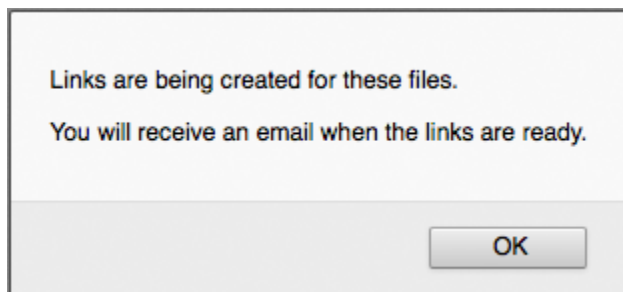 Links are being created for these files.
You will receive an email when the links are ready.
OK